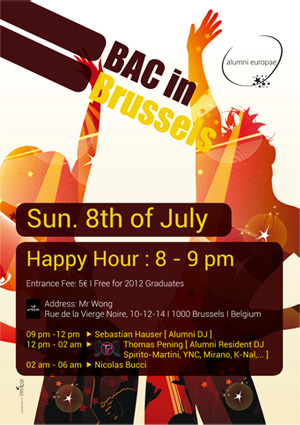 BAC in
Brussels
alumni europae
Sun. 8th of July
Happy Hour : 8 - 9 pm
Entrance Fee: 5€ I Free for 2012 Graduates
Address: Mr Wong
Rue de la Vierge Noire, 10-12-14 I 1000 Brussels I Belgium
09 pm -12 pm Sebastian Hauser [ Alumni DJ ]
12 pm - 02 am Thomas Pening [ Alumni Resident DJ
Spirito-Martini, YNC, Mirano, K-Nal,... ]
02 am - 06 am Nicolas Bucci